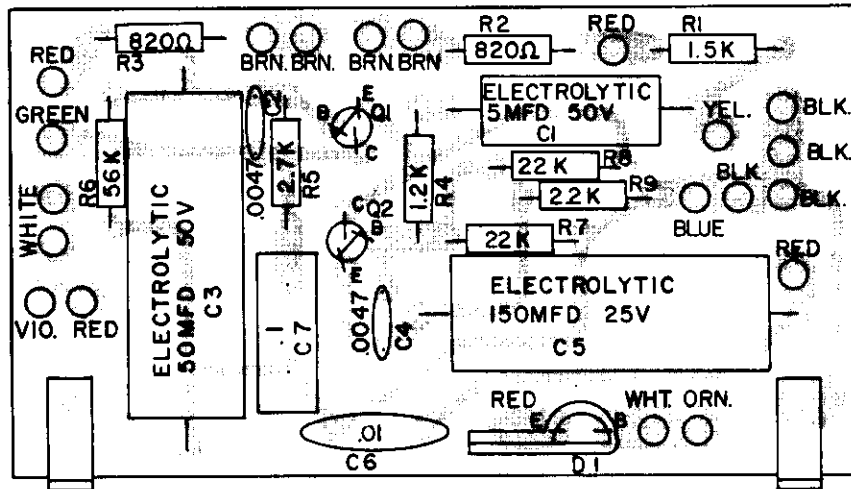 RED
820Ω
R3
BRN.
BRN.
BRN.
BRN
R2
820Ω
RED
R1
1.5K
GREEN
R6
56K
ELECTROLYTIC
50MFD 50V
C3
C2
.0047
2.7K
R5
B
E
Q1
C
1.2K
R4
ELECTROLYTIC
5MFD 50V
C1
YEL.
BLK.
BLK.
22K
R8
2.2K
R9
BLK.
BLK.
BLUE
WHITE
C
Q2
B
E
22K
R7
RED
VIO.
RED
.1
C7
.0047
C4
ELECTROLYTIC
150MFD 25V
C5
RED
WHT.
ORN.
E
B
D1
.01
C6